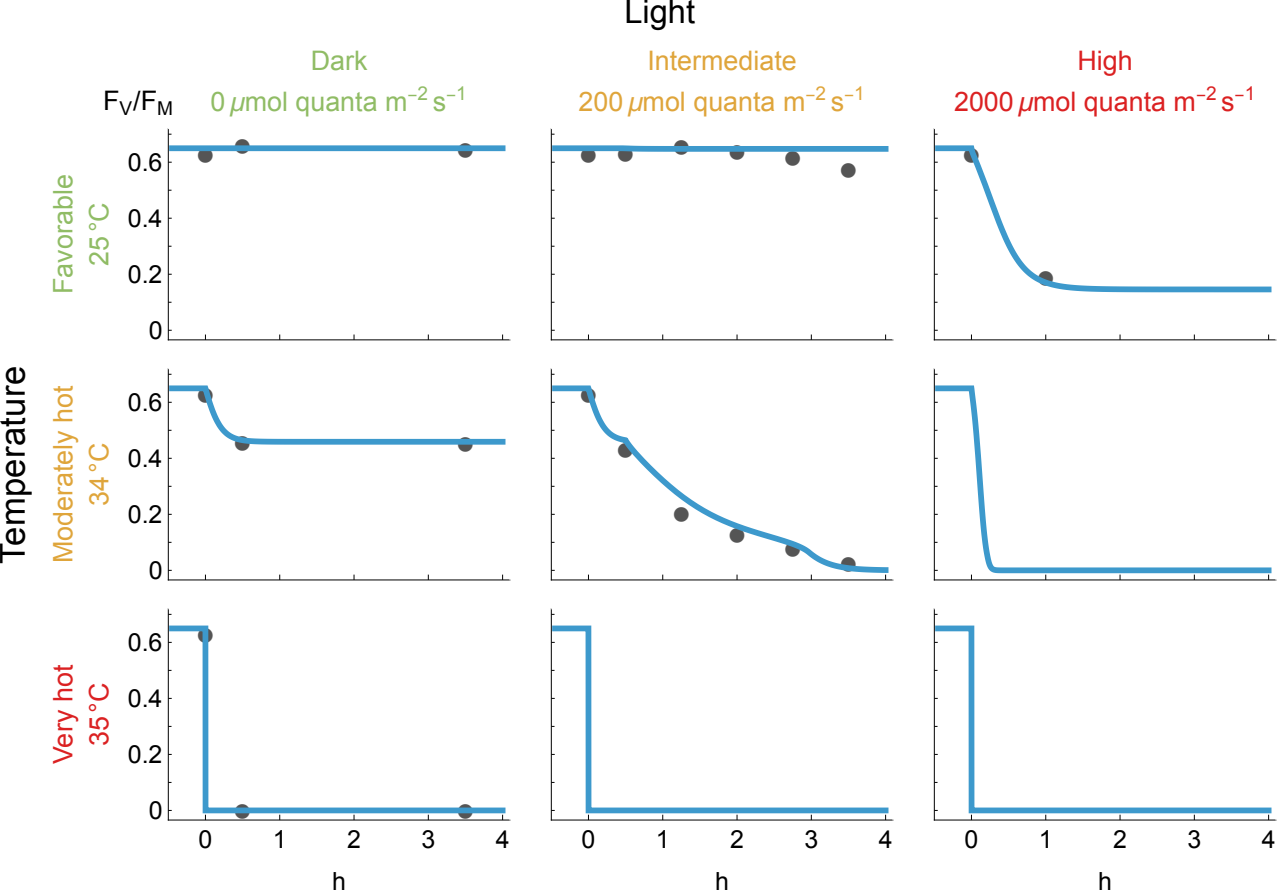 Light
Dark
Intermediate
High
F_V/F_M
0 µmol quanta m⁻² s⁻¹
200 µmol quanta m⁻² s⁻¹
2000 µmol quanta m⁻² s⁻¹
Temperature
Favorable
25 °C
0.6
0.4
0.2
0
Moderately hot
34 °C
0.6
0.4
0.2
0
Very hot
35 °C
0.6
0.4
0.2
0
0 1 2 3 4
0 1 2 3 4
0 1 2 3 4
h
h
h